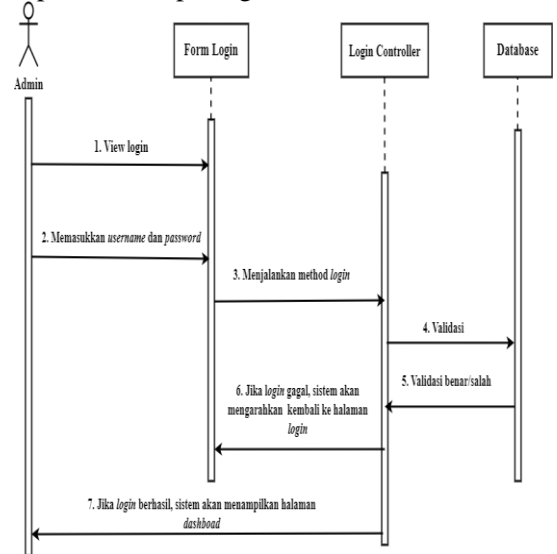 Form Login
Login Controller
Database
Admin
1. View login
2. Memasukkan username dan password
3. Menjalankan method login
4. Validasi
5. Validasi benar/salah
6. Jika login gagal, sistem akan
mengarahkan kembali ke halaman
login
7. Jika login berhasil, sistem akan menampilkan halaman
dashboad